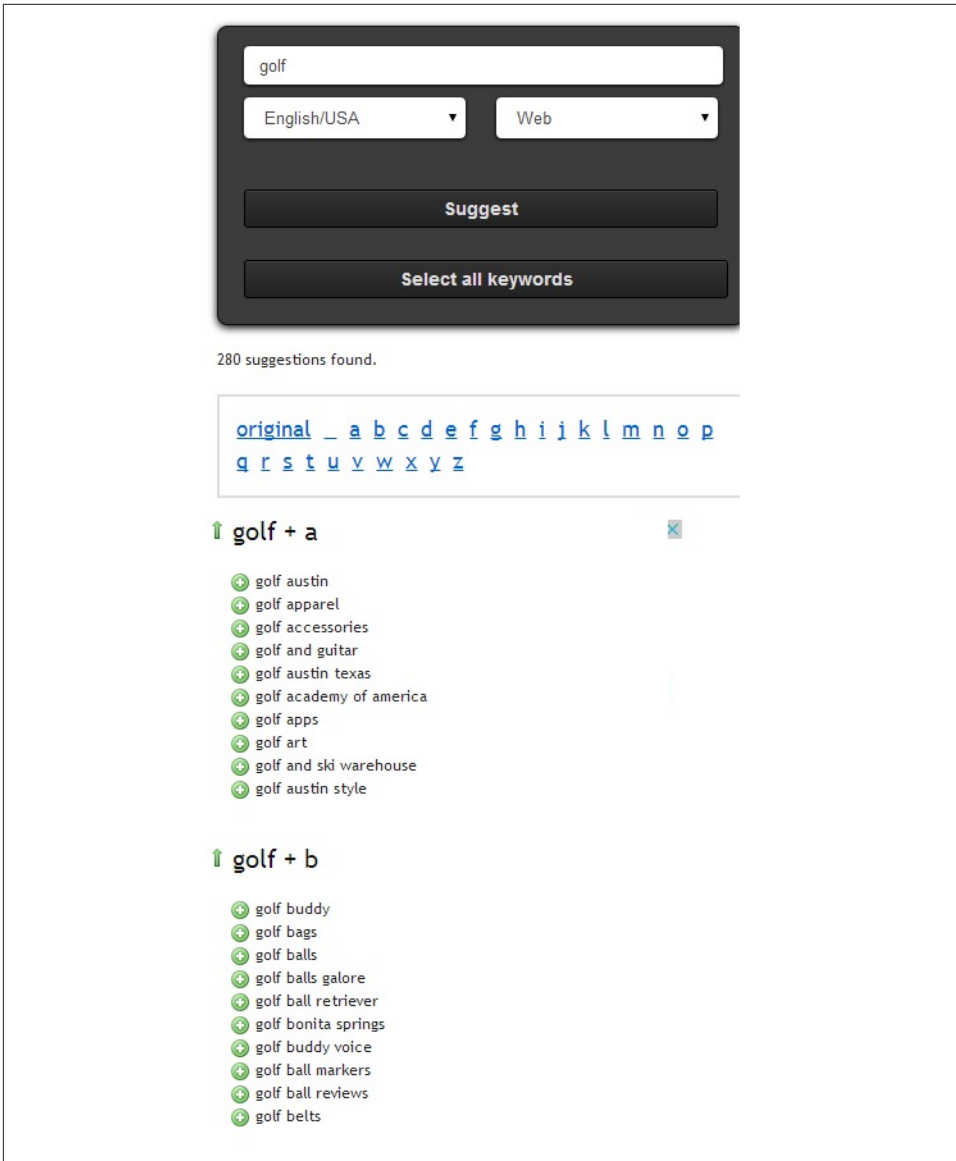 golf
English/USA Web
Suggest
Select all keywords
280 suggestions found.
original _ a b c d e f g h i j k l m n o p
q r s t u v w x y z
golf + a
golf austin
golf apparel
golf accessories
golf and guitar
golf austin texas
golf academy of america
golf apps
golf art
golf and ski warehouse
golf austin style
golf + b
golf buddy
golf bags
golf balls
golf balls galore
golf ball retriever
golf bonita springs
golf buddy voice
golf ball markers
golf ball reviews
golf belts